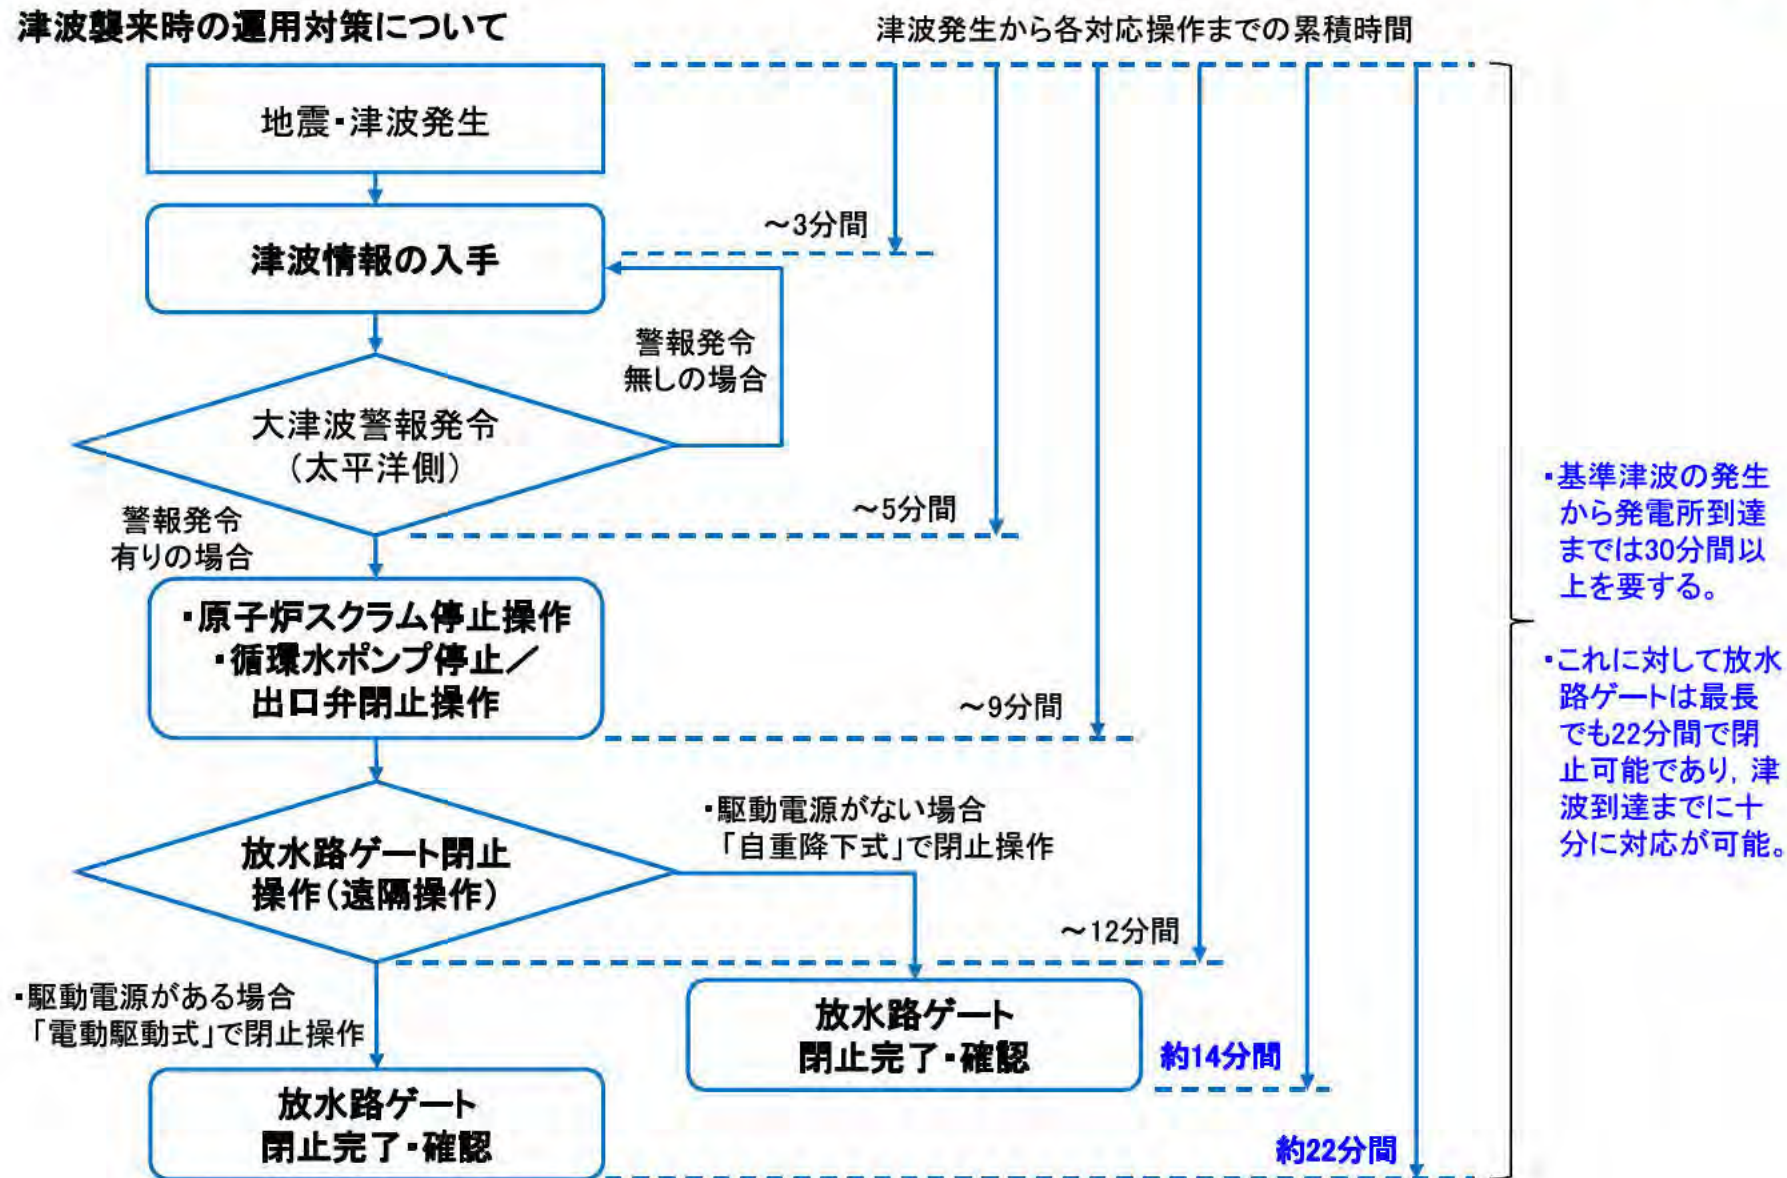 津波襲来時の運用対策について
津波発生から各対応操作までの累積時間
地震・津波発生
～3分間
津波情報の入手
警報発令
無しの場合
大津波警報発令
（太平洋側）
～5分間
警報発令
有りの場合
・原子炉スクラム停止操作
・循環水ポンプ停止／
出口弁閉止操作
～9分間
・駆動電源がない場合
「自重降下式」で閉止操作
放水路ゲート閉止
操作（遠隔操作）
～12分間
・駆動電源がある場合
「電動駆動式」で閉止操作
放水路ゲート
閉止完了・確認
約14分間
放水路ゲート
閉止完了・確認
約22分間
・基準津波の発生
から発電所到達
までは30分間以
上を要する。
・これに対して放水
路ゲートは最長
でも22分間で閉
止可能であり，津
波到達までに十
分に対応が可能。